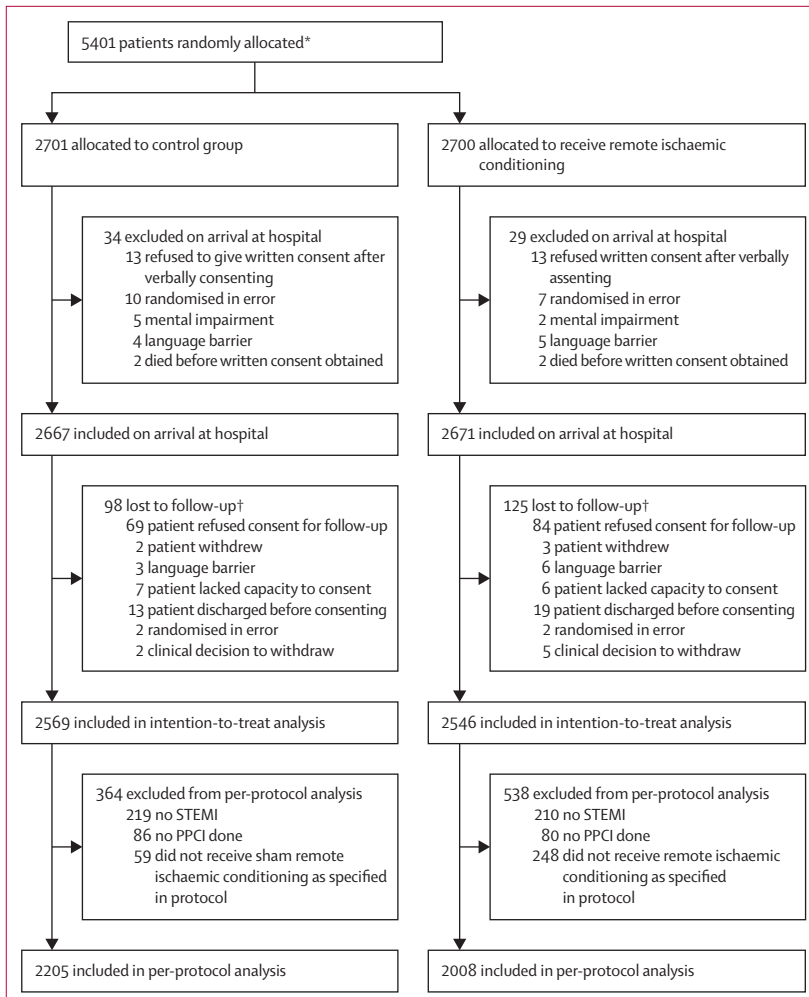 5401 patients randomly allocated*
2701 allocated to control group
2700 allocated to receive remote ischaemic
conditioning
34 excluded on arrival at hospital
13 refused to give written consent after
verbally consenting
10 randomised in error
5 mental impairment
4 language barrier
2 died before written consent obtained
29 excluded on arrival at hospital
13 refused written consent after verbally
assenting
7 randomised in error
2 mental impairment
5 language barrier
2 died before written consent obtained
2667 included on arrival at hospital
2671 included on arrival at hospital
98 lost to follow-up†
69 patient refused consent for follow-up
2 patient withdrew
3 language barrier
7 patient lacked capacity to consent
13 patient discharged before consenting
2 randomised in error
2 clinical decision to withdraw
125 lost to follow-up†
84 patient refused consent for follow-up
3 patient withdrew
6 language barrier
6 patient lacked capacity to consent
19 patient discharged before consenting
2 randomised in error
5 clinical decision to withdraw
2569 included in intention-to-treat analysis
2546 included in intention-to-treat analysis
364 excluded from per-protocol analysis
219 no STEMI
86 no PPCI done
59 did not receive sham remote
ischaemic conditioning as specified
in protocol
538 excluded from per-protocol analysis
210 no STEMI
80 no PPCI done
248 did not receive remote ischaemic
conditioning as specified
in protocol
2205 included in per-protocol analysis
2008 included in per-protocol analysis